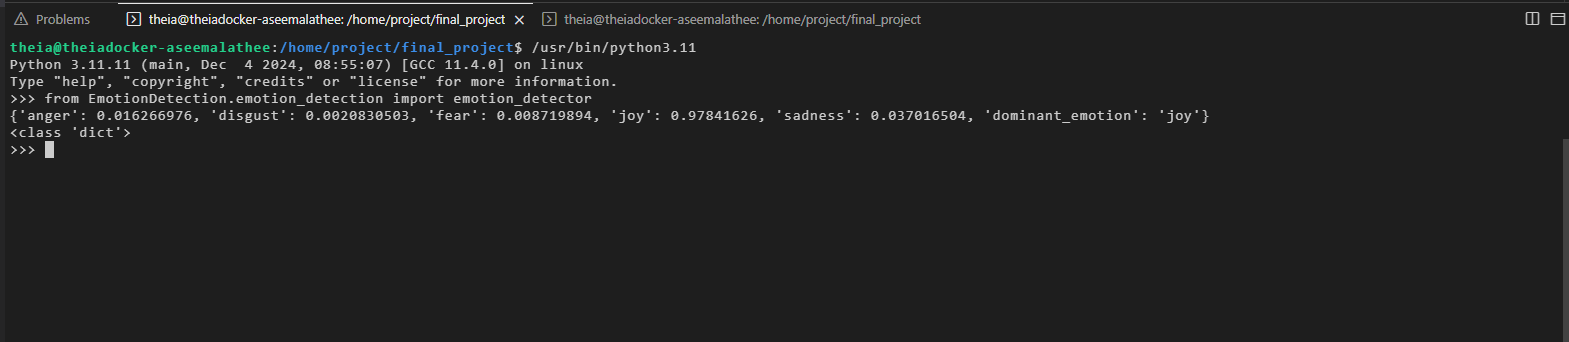 Problems theia@theiadocker-aseemalathee: /home/project/final_project theia@theiadocker-aseemalathee: /home/project/final_project
theia@theiadocker-aseemalathee:/home/project/final_project$ /usr/bin/python3.11
Python 3.11.11 (main, Dec  4 2024, 08:55:07) [GCC 11.4.0] on linux
Type "help", "copyright", "credits" or "license" for more information.
>>> from EmotionDetection.emotion_detection import emotion_detector
{'anger': 0.016266976, 'disgust': 0.0020830503, 'fear': 0.008719894, 'joy': 0.97841626, 'sadness': 0.037016504, 'dominant_emotion': 'joy'}
<class 'dict'>
>>>